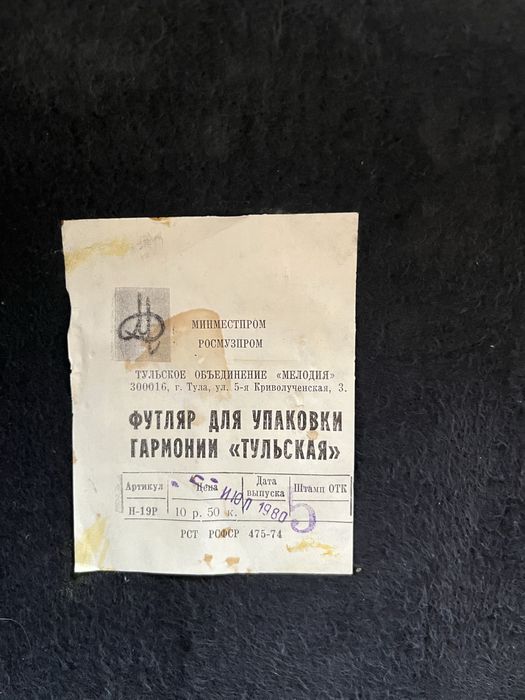 МИНМЕСТПРОМ
РОСМУЗПРОМ
ТУЛЬСКОЕ ОБЪЕДИНЕНИЕ «МЕЛОДИЯ»
300016, г. Тула, ул. 5-я Криволученская, 3.
ФУТЛЯР ДЛЯ УПАКОВКИ
ГАРМОНИИ «ТУЛЬСКАЯ»
Артикул Цена Дата выпуска Штамп ОТК
Н-19Р 10 р. 50 к. ИЮЛ 1980
РСТ РСФСР 475-74